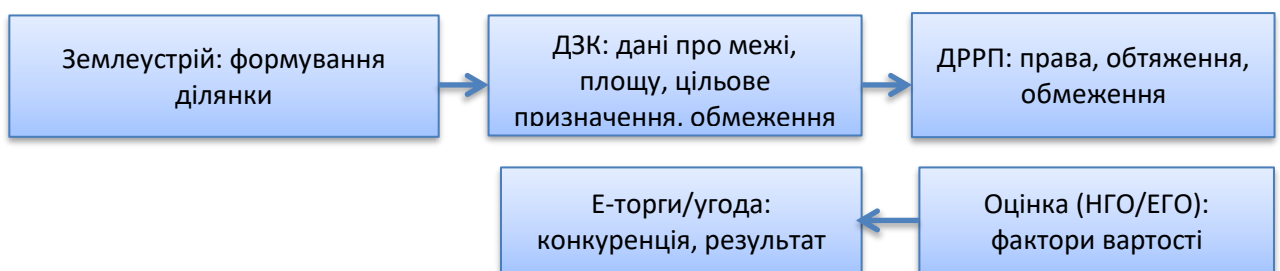 Землеустрій: формування
ділянки
ДЗК: дані про межі,
площу, цільове
призначення, обмеження
ДРРП: права, обтяження,
обмеження
Е-торги/угода:
конкуренція, результат
Оцінка (НГО/ЕГО):
фактори вартості